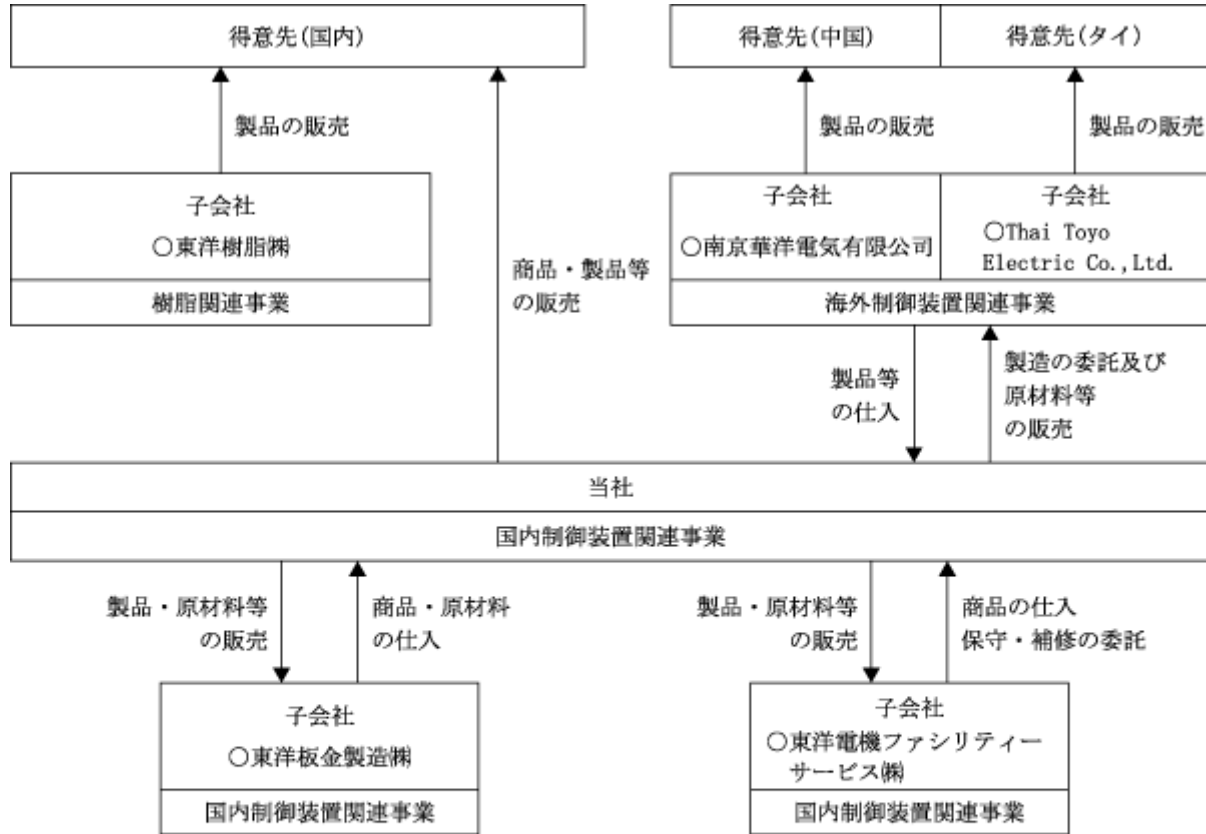 得意先(国内)
得意先(中国)
得意先(タイ)
製品の販売
製品の販売
製品の販売
子会社
○東洋樹脂㈱
樹脂関連事業
商品・製品等
の販売
子会社
○南京華洋電気有限公司
子会社
○Thai Toyo
Electric Co.,Ltd.
海外制御装置関連事業
製品等
の仕入
製造の委託及び
原材料等
の販売
当社
国内制御装置関連事業
製品・原材料等
の販売
商品・原材料
の仕入
製品・原材料等
の販売
商品の仕入
保守・補修の委託
子会社
○東洋板金製造㈱
国内制御装置関連事業
子会社
○東洋電機ファシリティー
サービス㈱
国内制御装置関連事業